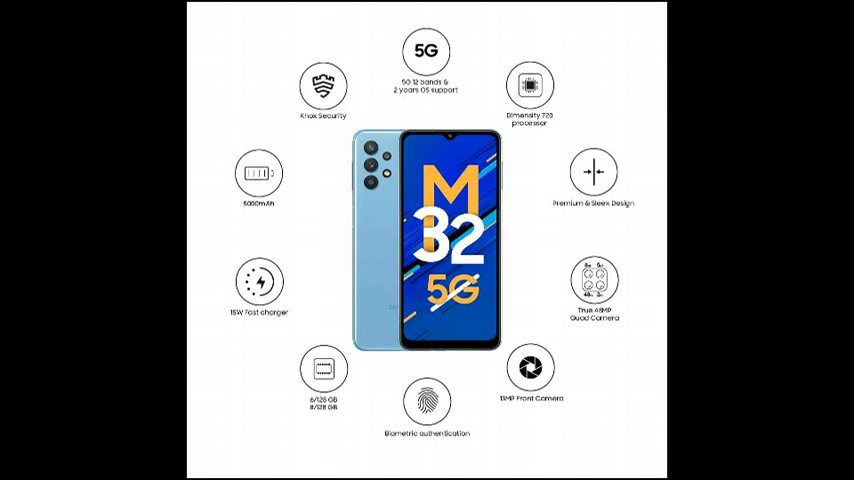 5G
5G 12 bands &
2 years OS support
Knox Security
Dimensity 720
processor
5000mAh
Premium & Sleek Design
M
32
5G
15W Fast charger
True 48MP
Quad Camera
6/128 GB
8/128 GB
13MP Front Camera
Biometric authentication